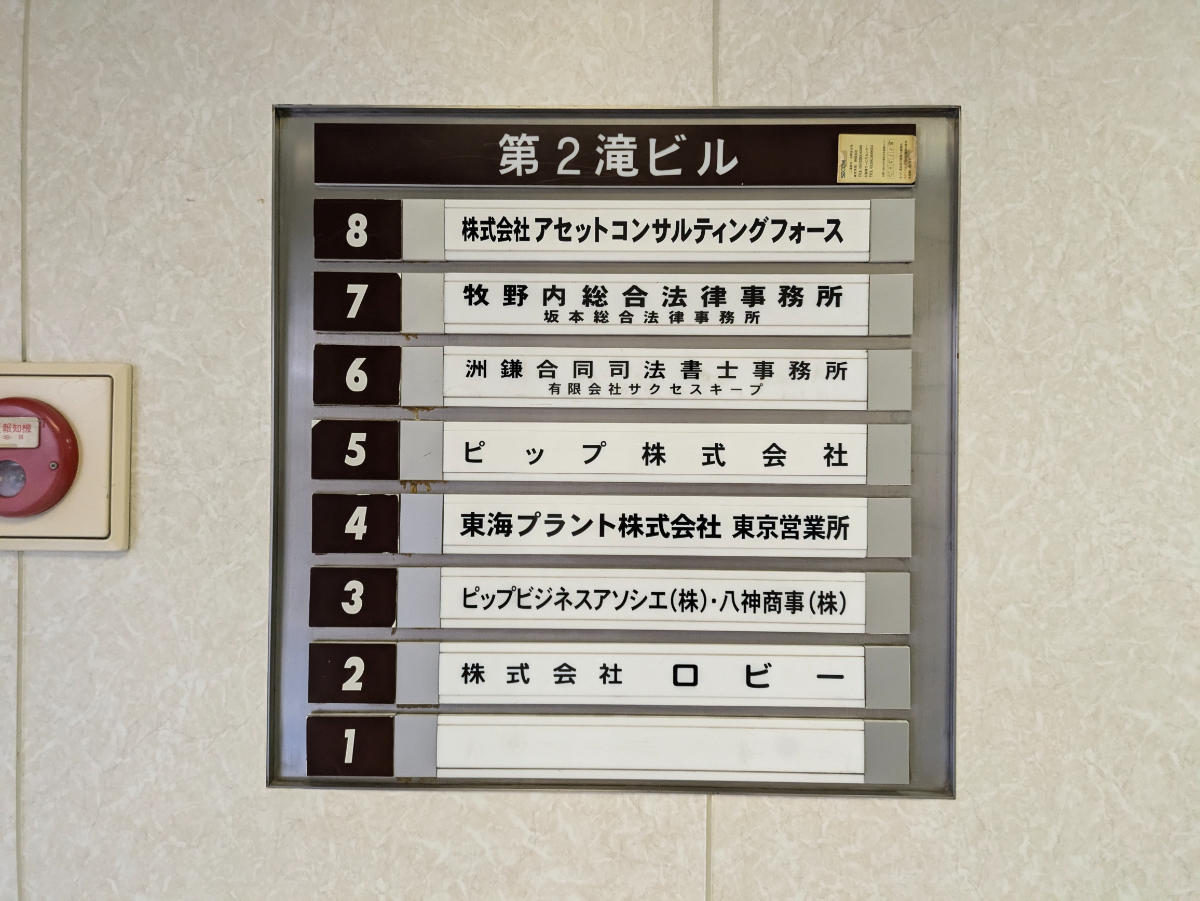 第2滝ビル
8 株式会社アセットコンサルティングフォース
7 牧野内総合法律事務所
坂本総合法律事務所
6 洲鎌合同司法書士事務所
有限会社サクセスキープ
5 ピップ株式会社
4 東海プラント株式会社 東京営業所
3 ピップビジネスアソシエ(株)・八神商事(株)
2 株式会社 ロビー
1
報知機